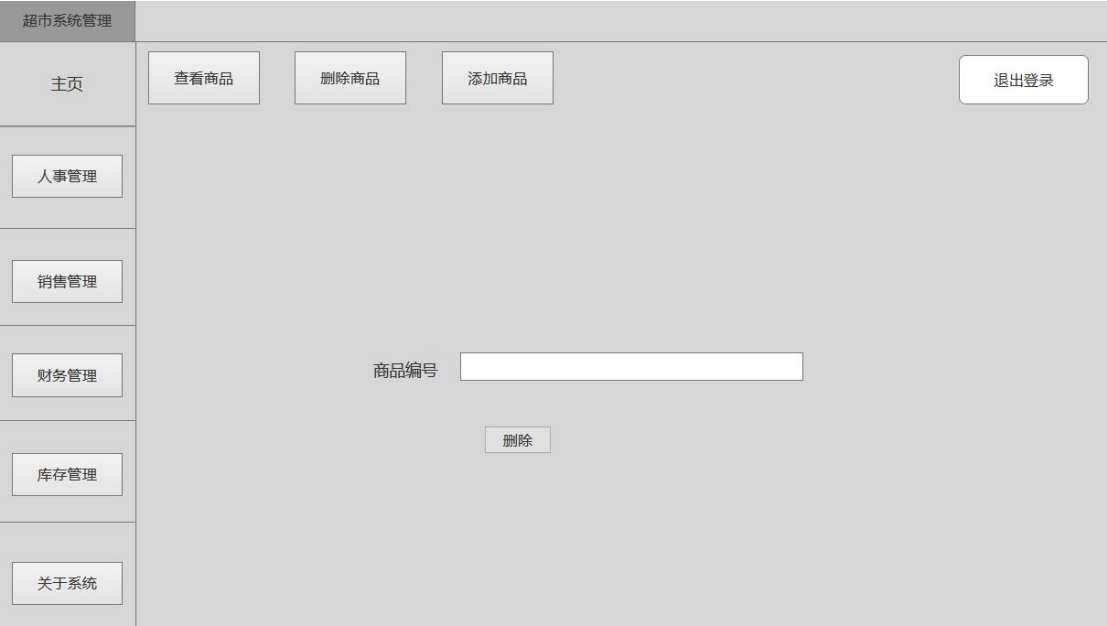 超市系统管理
主页
查看商品
删除商品
添加商品
退出登录
人事管理
销售管理
财务管理
商品编号
删除
库存管理
关于系统